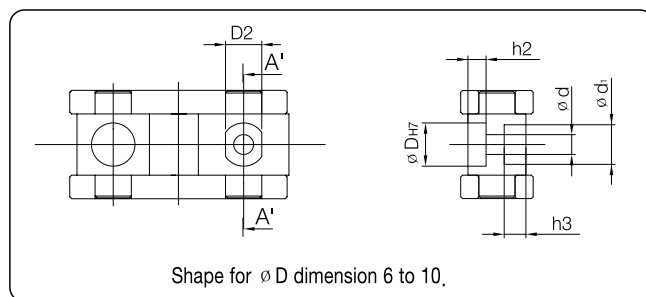 D2
A'
A'
h2
ø DH7
ø d
ø d1
h3
Shape for ø D dimension 6 to 10.